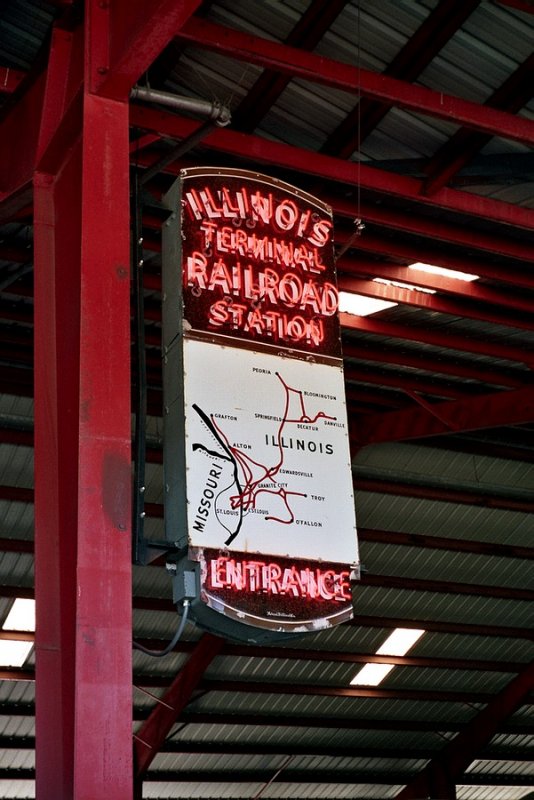 ILLINOIS
TERMINAL
RAILROAD
STATION
PEORIA
BLOOMINGTON
GRAFTON
SPRINGFIELD
DECATUR
DANVILLE
ALTON
ILLINOIS
MISSOURI
EDWARDSVILLE
GRANITE CITY
TROY
ST. LOUIS
E.ST.LOUIS
O'FALLON
ENTRANCE